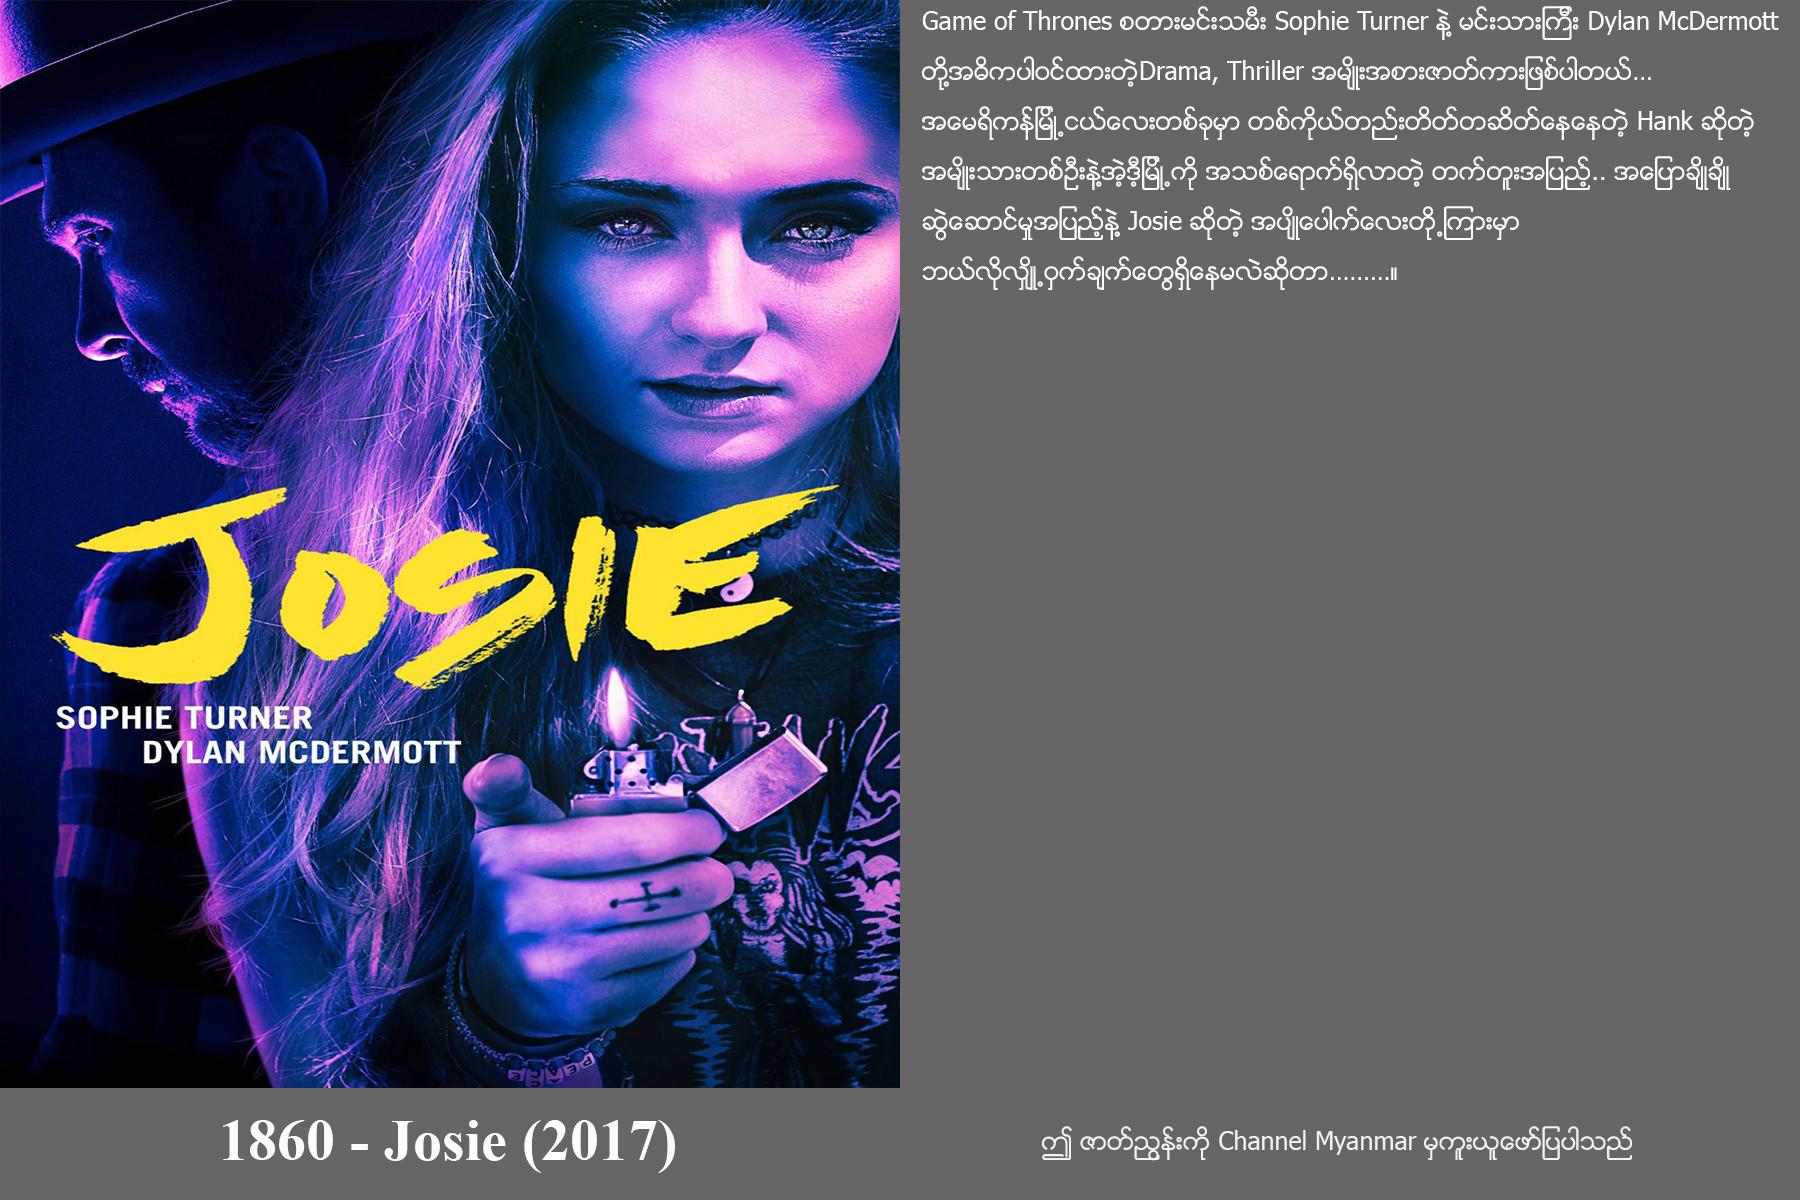 Game of Thrones စတားမင်းသမီး Sophie Turner နဲ့ မင်းသားကြီး Dylan McDermott
တို့အဓိကပါဝင်ထားတဲ့Drama, Thriller အမျိုးအစားဇာတ်ကားဖြစ်ပါတယ်...
အမေရိကန်မြို့ငယ်လေးတစ်ခုမှာ တစ်ကိုယ်တည်းတိတ်တဆိတ်နေနေတဲ့ Hank ဆိုတဲ့
အမျိုးသားတစ်ဦးနဲ့အဲ့ဒီ့မြို့ကို အသစ်ရောက်ရှိလာတဲ့ တက်တူးအပြည့်.. အပြောချိုချို
ဆွဲဆောင်မှုအပြည့်နဲ့ Josie ဆိုတဲ့ အပျိုပေါက်လေးတို့ကြားမှာ
ဘယ်လိုလျှို့ဝှက်ချက်တွေရှိနေမလဲဆိုတာ.........။
JOSIE
SOPHIE TURNER
DYLAN MCDERMOTT
PEACE
1860 - Josie (2017)
ဤ ဇာတ်ညွှန်းကို Channel Myanmar မှကူးယူဖော်ပြပါသည်